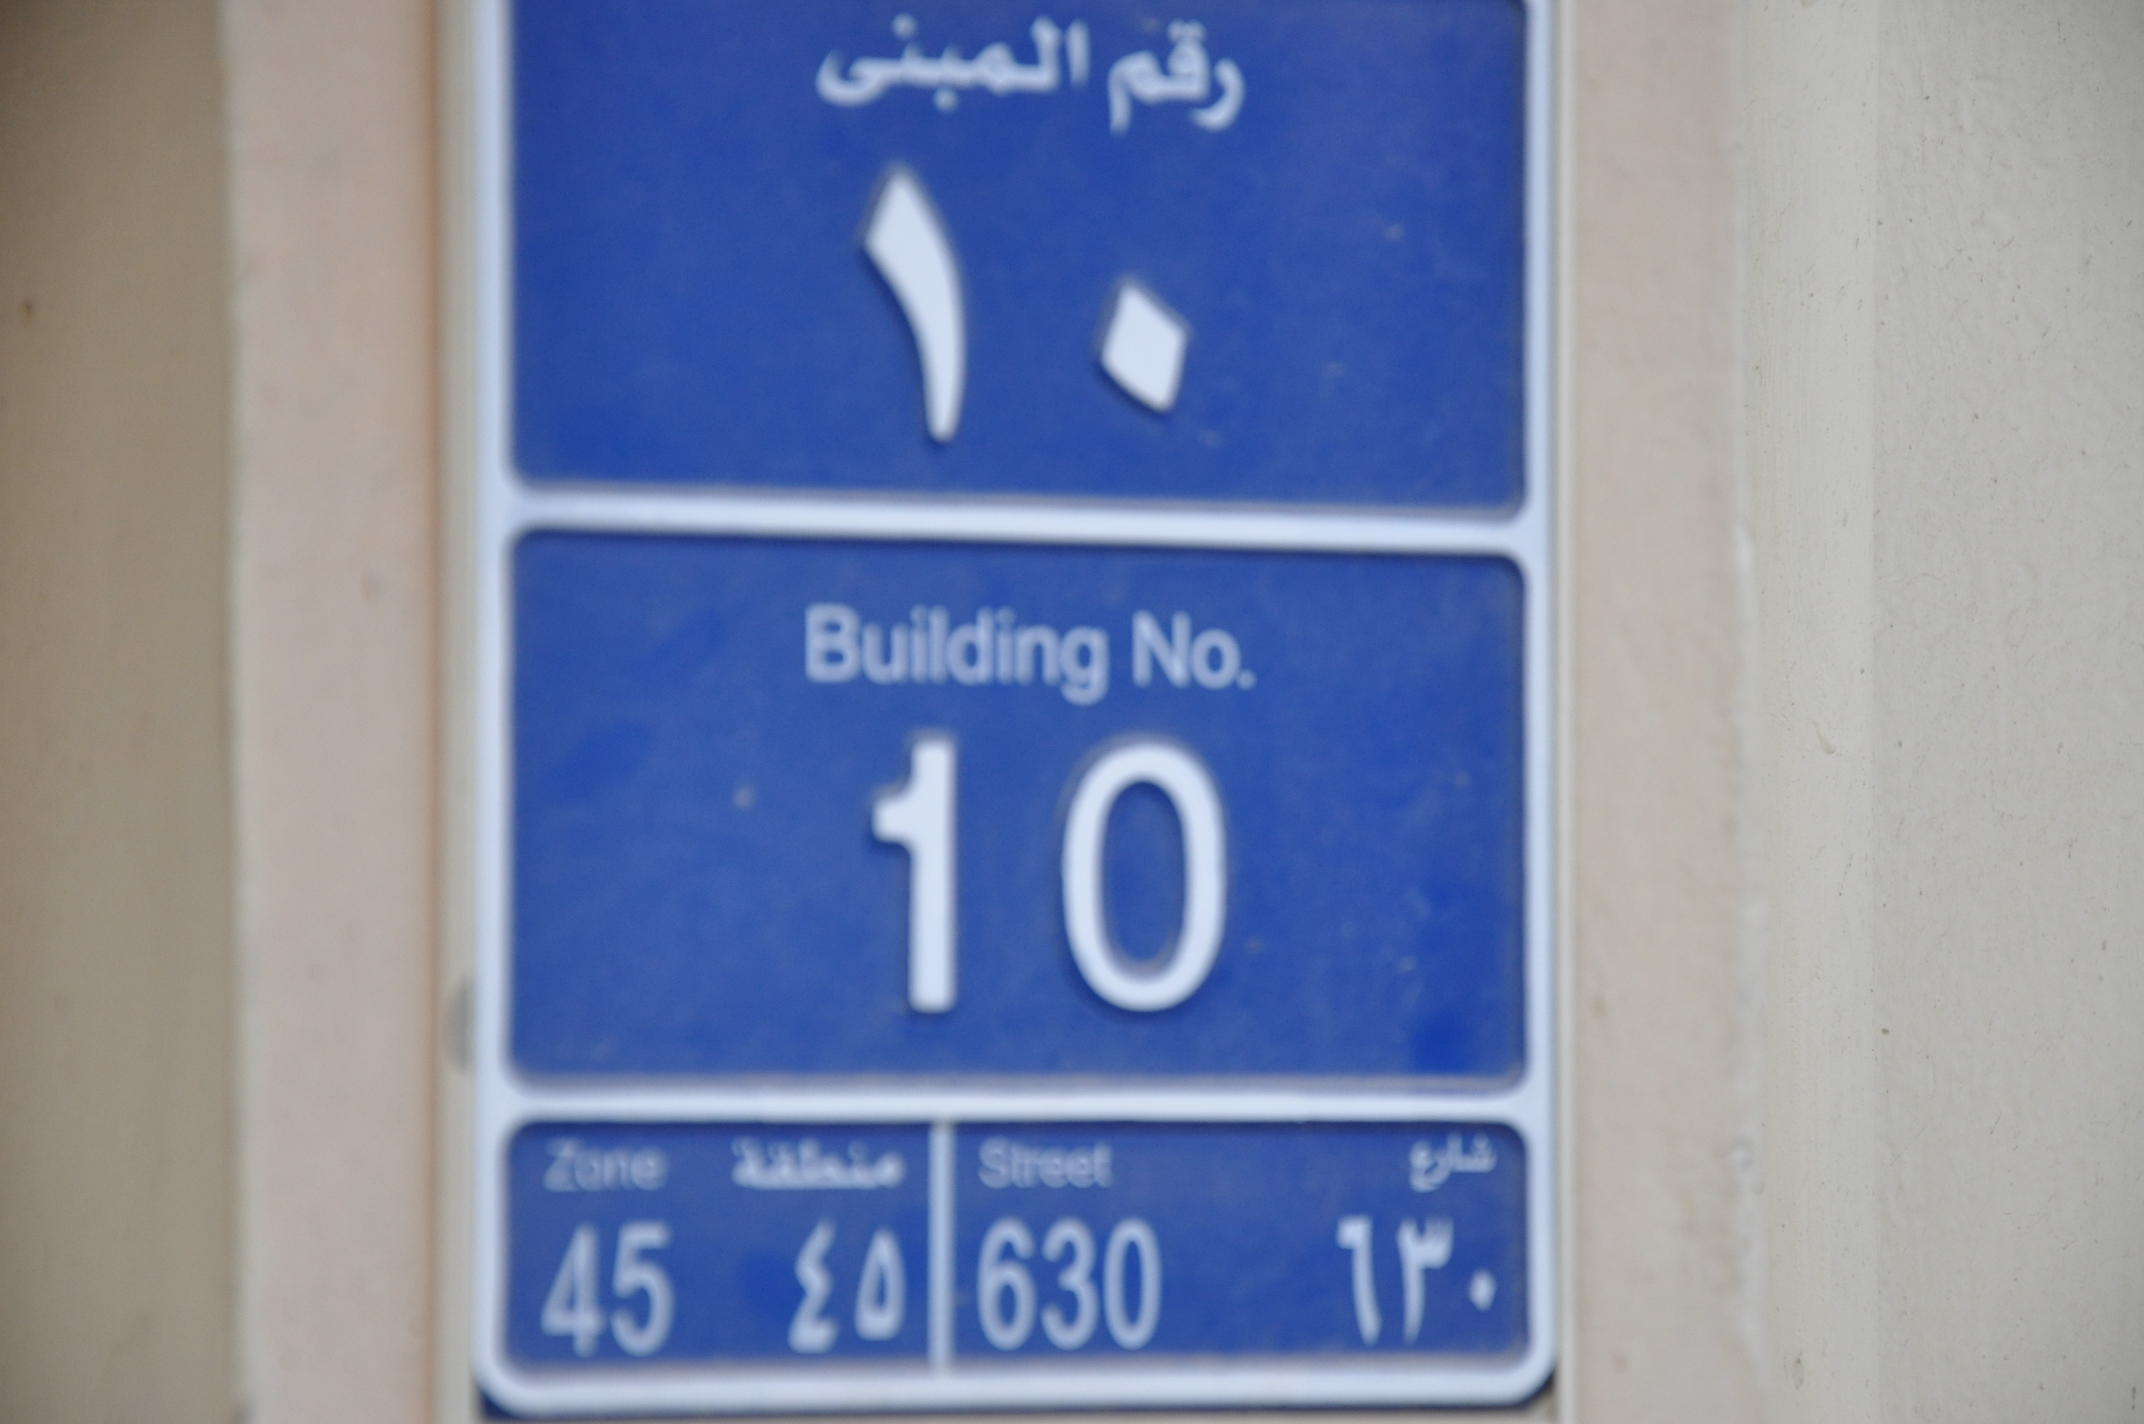 رقم المبنى
١٠
Building No.
10
Zone منطقة
45 ٤٥
Street شارع
630 ٦٣٠